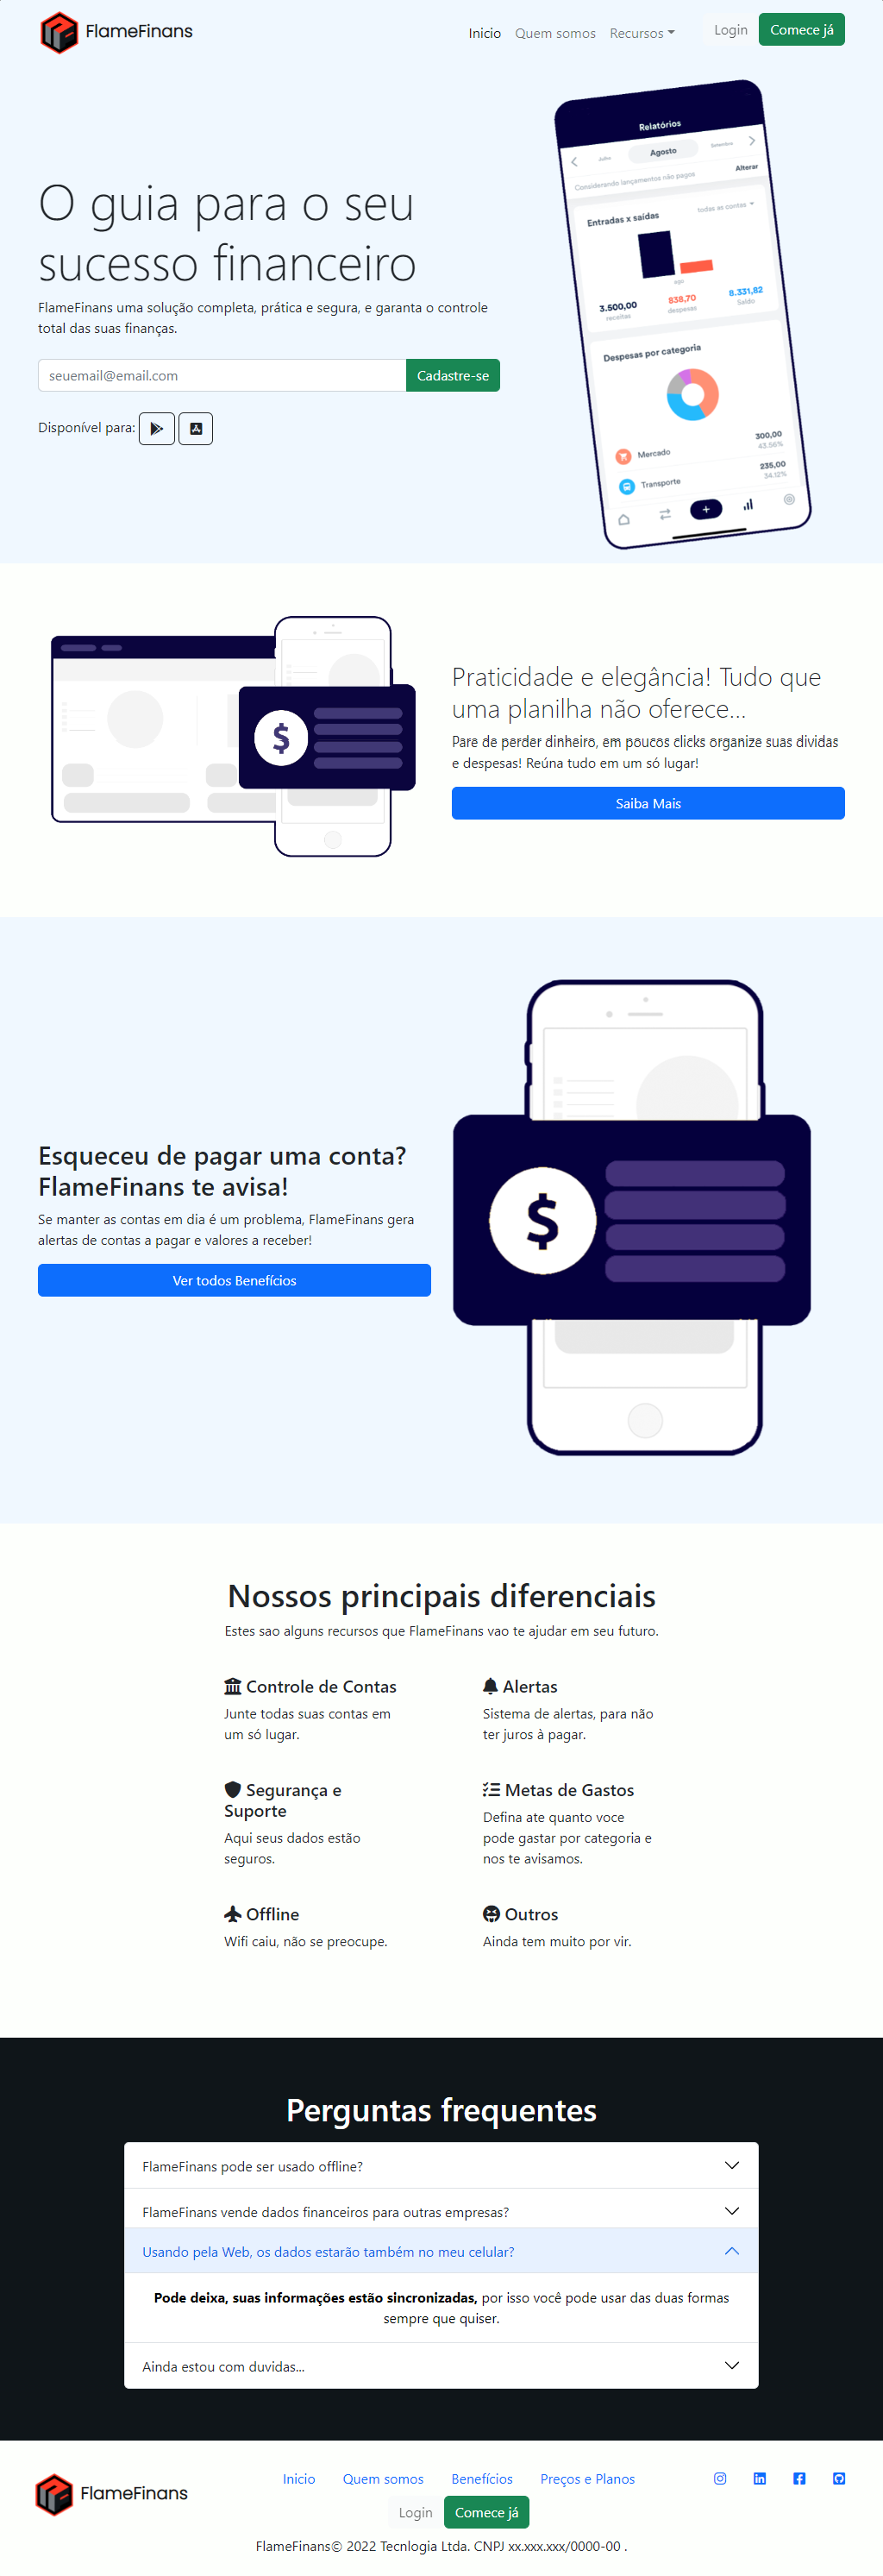 FlameFinans
Inicio Quem somos Recursos
Login Comece já
Relatórios
Julho Agosto Setembro
Considerando lançamentos não pagos Alterar
Entradas x saídas todas as contas
ago
3.500,00 838,70 8.331,82
receitas despesas Saldo
Despesas por categoria
Mercado 300,00
43.56%
Transporte 235,00
34.12%
O guia para o seu
sucesso financeiro
FlameFinans uma solução completa, prática e segura, e garanta o controle
total das suas finanças.
seuemail@email.com Cadastre-se
Disponível para:
$
Praticidade e elegância! Tudo que
uma planilha não oferece...
Pare de perder dinheiro, em poucos clicks organize suas dividas
e despesas! Reúna tudo em um só lugar!
Saiba Mais
Esqueceu de pagar uma conta?
FlameFinans te avisa!
Se manter as contas em dia é um problema, FlameFinans gera
alertas de contas a pagar e valores a receber!
Ver todos Benefícios
$
Nossos principais diferenciais
Estes sao alguns recursos que FlameFinans vao te ajudar em seu futuro.
Controle de Contas
Junte todas suas contas em
um só lugar.
Alertas
Sistema de alertas, para não
ter juros à pagar.
Segurança e
Suporte
Aqui seus dados estão
seguros.
Metas de Gastos
Defina ate quanto voce
pode gastar por categoria e
nos te avisamos.
Offline
Wifi caiu, não se preocupe.
Outros
Ainda tem muito por vir.
Perguntas frequentes
FlameFinans pode ser usado offline?
FlameFinans vende dados financeiros para outras empresas?
Usando pela Web, os dados estarão também no meu celular?
Pode deixa, suas informações estão sincronizadas, por isso você pode usar das duas formas
sempre que quiser.
Ainda estou com duvidas...
FlameFinans
Inicio Quem somos Benefícios Preços e Planos
Login Comece já
FlameFinans© 2022 Tecnlogia Ltda. CNPJ xx.xxx.xxx/0000-00 .